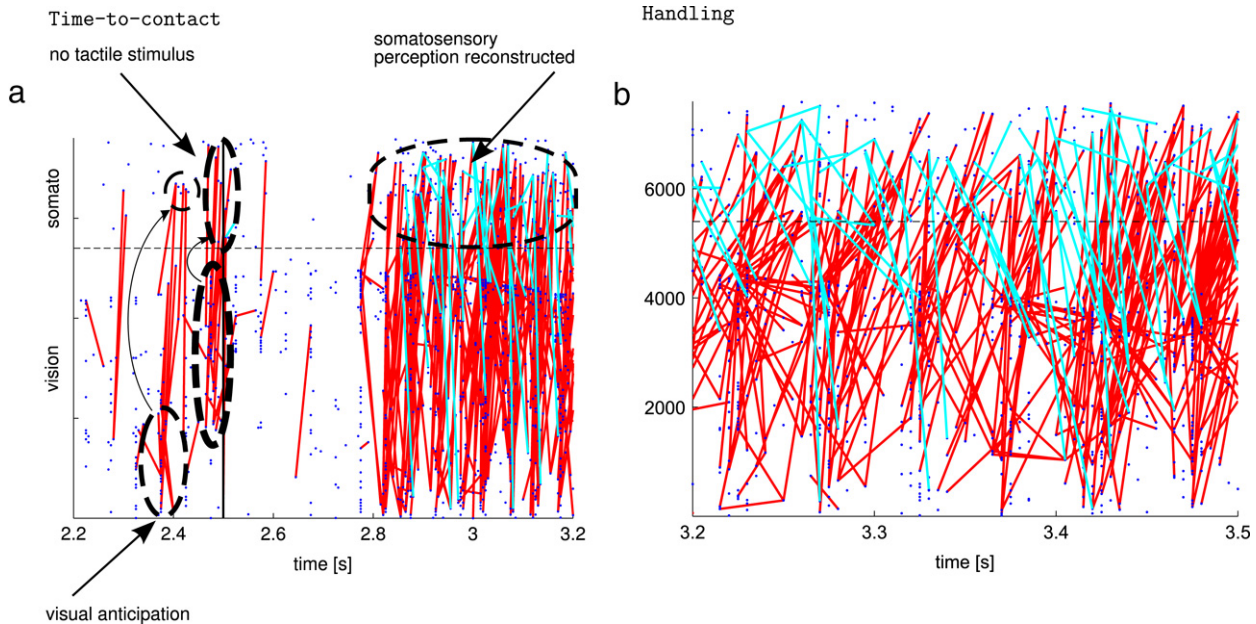 Time-to-contact
Handling
no tactile stimulus
somatosensory
perception reconstructed
a
b
somato
vision
6000
4000
2000
2.2
2.4
2.6
2.8
3
3.2
3.2
3.3
3.4
3.5
time [s]
time [s]
visual anticipation